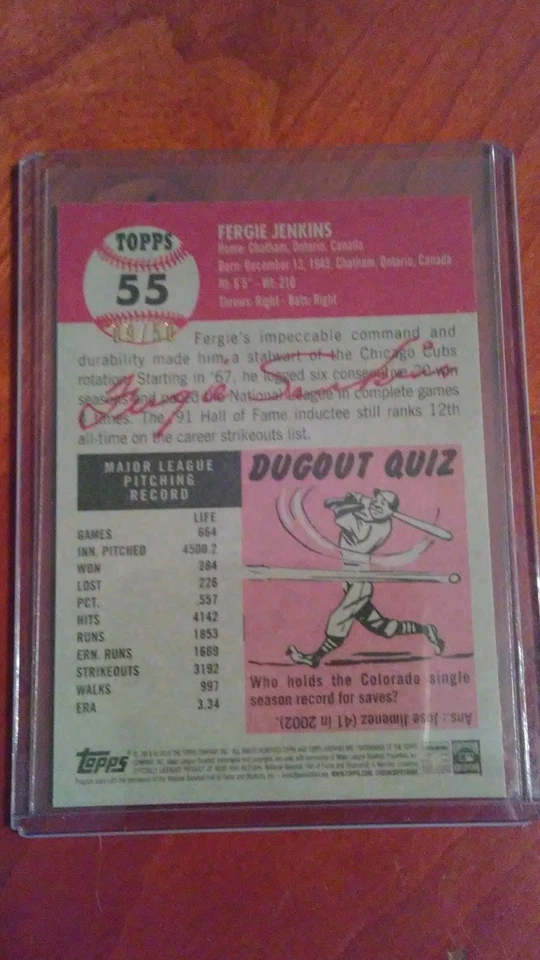 TOPPS
55
09/50
FERGIE JENKINS
Home: Chatham, Ontario, Canada
Born: December 13, 1943, Chatham, Ontario, Canada
Ht: 6'5" - Wt: 210
Throws: Right - Bats: Right
Fergie's impeccable command and
durability made him a stalwart of the Chicago Cubs
rotation. Starting in '67, he logged six consecutive 20-win
seasons and paced the National League in complete games
times. The '91 Hall of Fame inductee still ranks 12th
all-time on the career strikeouts list.
Fergie Jenkins
MAJOR LEAGUE
PITCHING
RECORD
LIFE
GAMES 664
INN. PITCHED 4500.2
WON 284
LOST 226
PCT. .557
HITS 4142
RUNS 1853
ERN. RUNS 1669
STRIKEOUTS 3192
WALKS 997
ERA 3.34
DUGOUT QUIZ
Who holds the Colorado single
season record for saves?
Ans.: Jose Jimenez (41 in 2002).
Topps